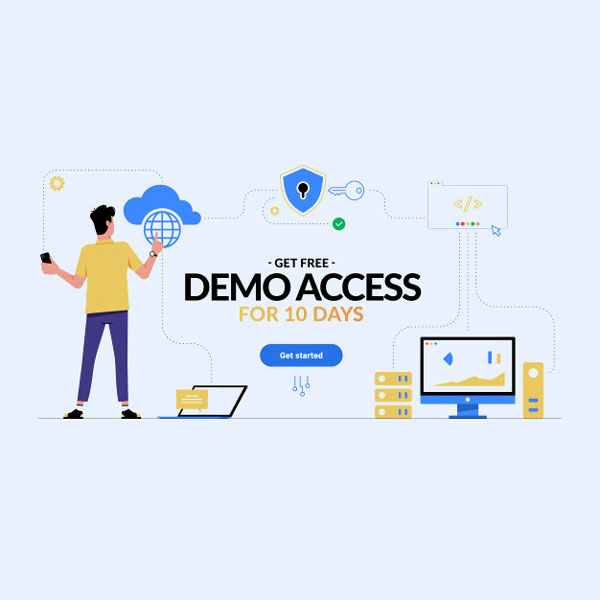 - GET FREE -
DEMO ACCESS
FOR 10 DAYS
Get started
</>